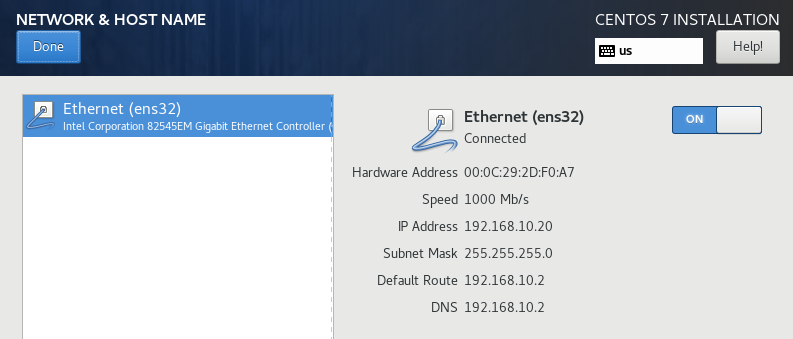 NETWORK & HOST NAME
CENTOS 7 INSTALLATION
Done
us
Help!
Ethernet (ens32)
Intel Corporation 82545EM Gigabit Ethernet Controller (
Ethernet (ens32)
Connected
ON
Hardware Address 00:0C:29:2D:F0:A7
Speed 1000 Mb/s
IP Address 192.168.10.20
Subnet Mask 255.255.255.0
Default Route 192.168.10.2
DNS 192.168.10.2